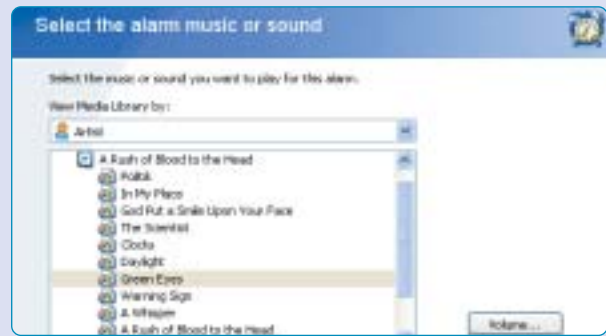 Select the alarm music or sound
Select the music or sound you want to play for this alarm.
View Media Library by:
Artist
A Rush of Blood to the Head
Politik
In My Place
God Put a Smile Upon Your Face
The Scientist
Clocks
Daylight
Green Eyes
Warning Sign
A Whisper
A Rush of Blood to the Head
Volume...